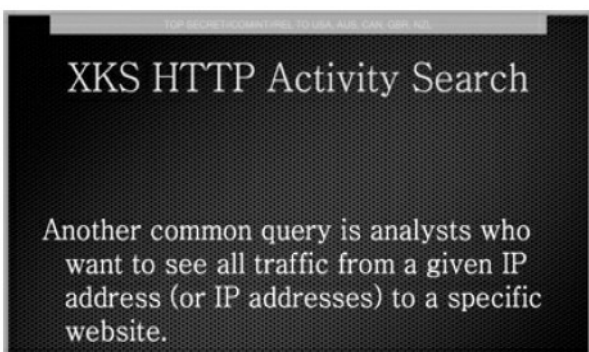 TOP SECRET//COMINT//REL TO USA, AUS, CAN, GBR, NZL
XKS HTTP Activity Search
Another common query is analysts who
want to see all traffic from a given IP
address (or IP addresses) to a specific
website.